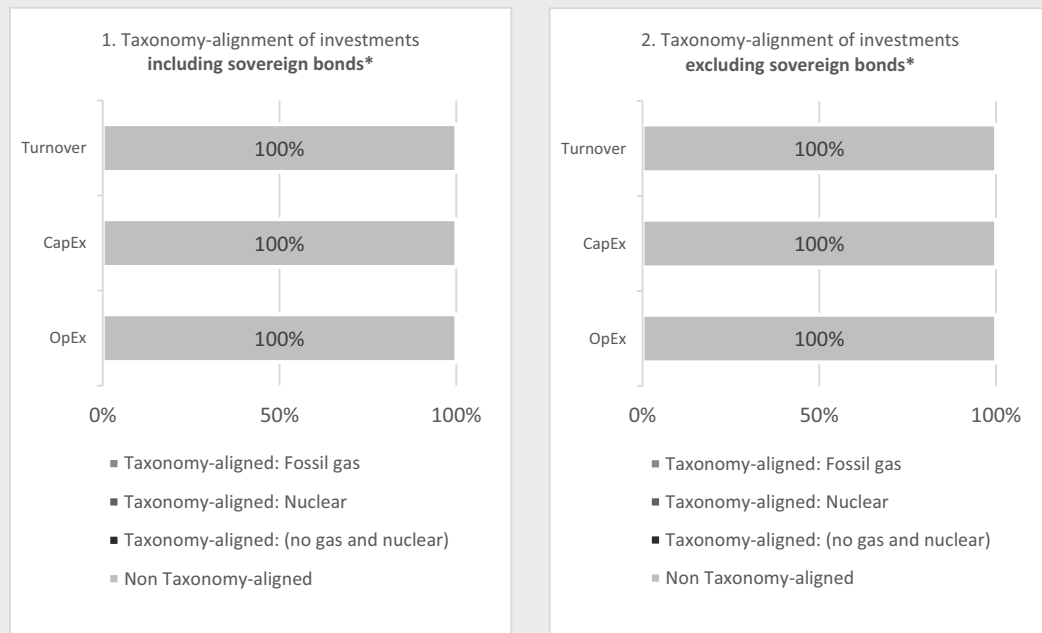 1. Taxonomy-alignment of investments
including sovereign bonds*
Turnover
100%
CapEx
100%
OpEx
100%
0%
50%
100%
Taxonomy-aligned: Fossil gas
Taxonomy-aligned: Nuclear
Taxonomy-aligned: (no gas and nuclear)
Non Taxonomy-aligned
2. Taxonomy-alignment of investments
excluding sovereign bonds*
Turnover
100%
CapEx
100%
OpEx
100%
0%
50%
100%
Taxonomy-aligned: Fossil gas
Taxonomy-aligned: Nuclear
Taxonomy-aligned: (no gas and nuclear)
Non Taxonomy-aligned